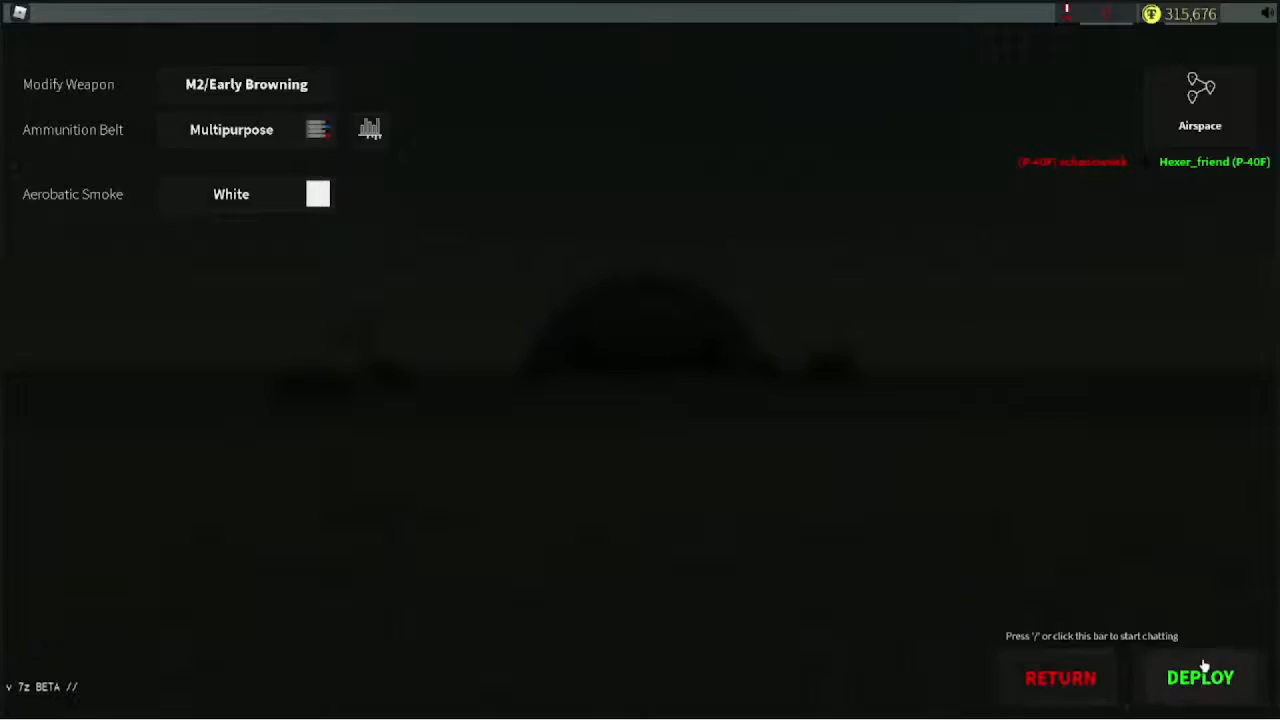 315,676
Modify Weapon M2/Early Browning
Ammunition Belt Multipurpose
Airspace
(P-40F) Hexer_friend (P-40F)
Aerobatic Smoke White
Press '/' or click this bar to start chatting
RETURN DEPLOY
v 7z BETA //